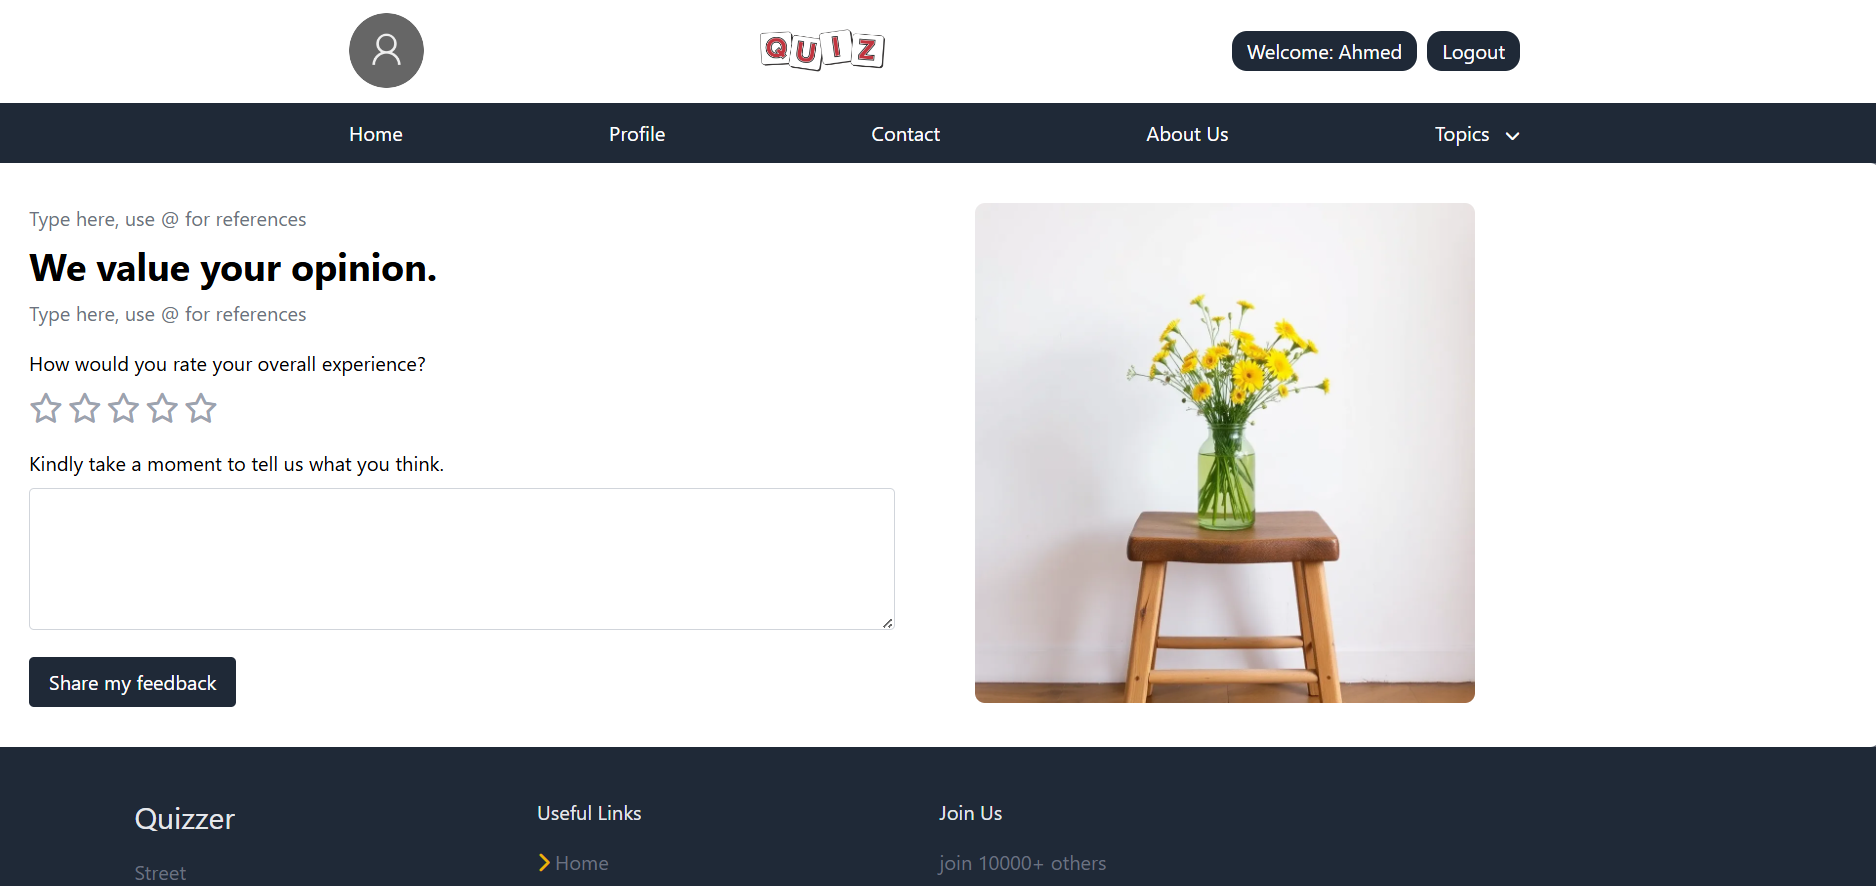 QUIZ
Welcome: Ahmed
Logout
Home
Profile
Contact
About Us
Topics
Type here, use @ for references
We value your opinion.
Type here, use @ for references
How would you rate your overall experience?
Kindly take a moment to tell us what you think.
Share my feedback
Quizzer
Street
Useful Links
Home
Join Us
join 10000+ others